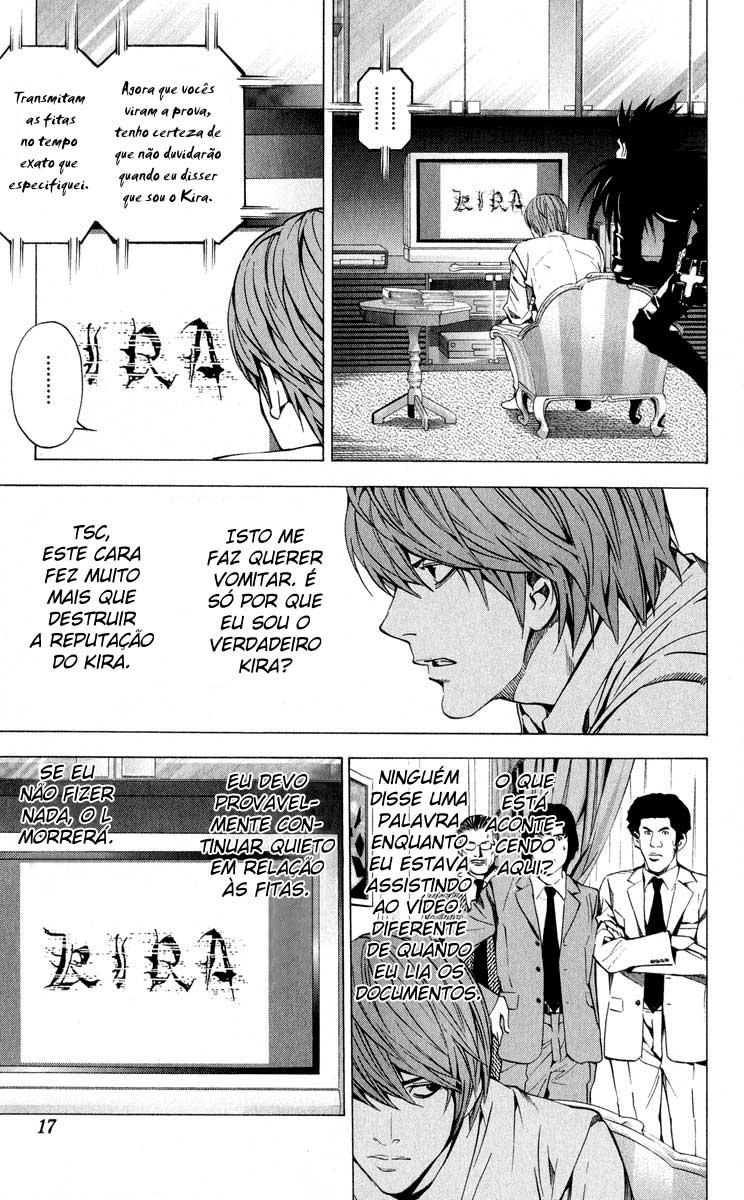 .........
KIRA
Agora que vocês
viram a prova,
tenho certeza de
que não duvidarão
quando eu disser
que sou o Kira.
Transmitam
as fitas
no tempo
exato que
especifiquei.
.........
IRA
ISTO ME
FAZ QUERER
VOMITAR. É
SÓ POR QUE
EU SOU O
VERDADEIRO
KIRA?
TSC,
ESTE CARA
FEZ MUITO
MAIS QUE
DESTRUIR
A REPUTAÇÃO
DO KIRA.
O QUE
ESTÁ
ACONTE-
CENDO
AQUI?
NINGUÉM
DISSE UMA
PALAVRA
ENQUANTO
EU ESTAVA
ASSISTINDO
AO VÍDEO.
DIFERENTE
DE QUANDO
EU LIA OS
DOCUMENTOS.
EU DEVO
PROVAVEL-
MENTE CON-
TINUAR QUIETO
EM RELAÇÃO
ÀS FITAS.
SE EU
NÃO FIZER
NADA, O L
MORRERÁ.
KIRA
17